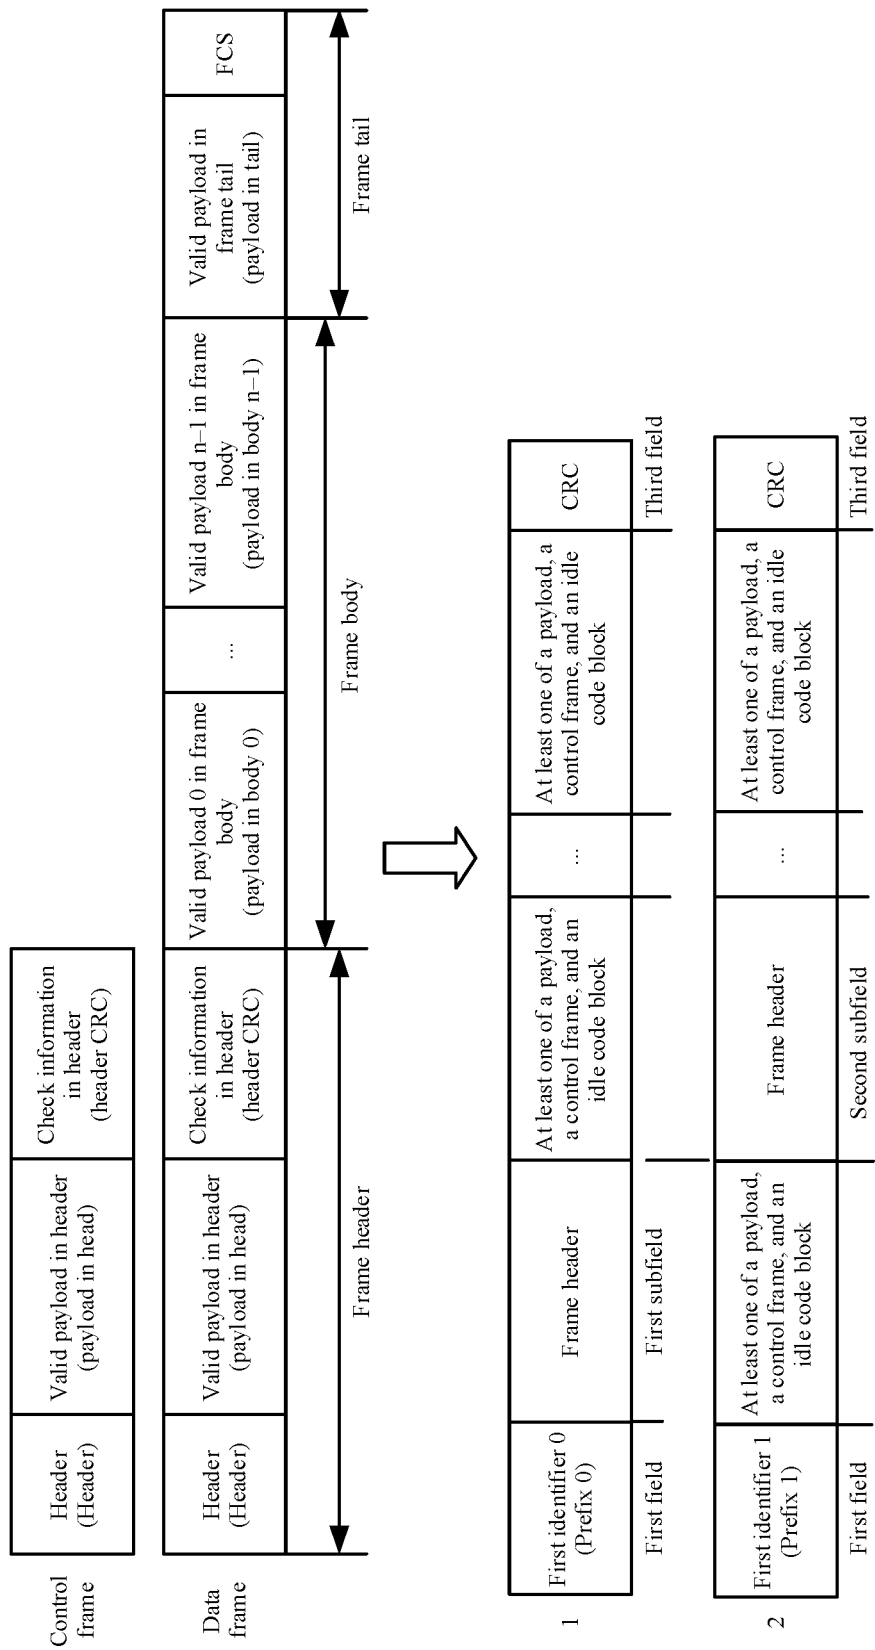 Control
frame
Header
(Header)
Valid payload in header
(payload in head)
Check information
in header
(header CRC)
Data
frame
Header
(Header)
Valid payload in header
(payload in head)
Check information
in header
(header CRC)
Valid payload 0 in frame
body
(payload in body 0)
...
Valid payload n–1 in frame
body
(payload in body n–1)
Valid payload in
frame tail
(payload in tail)
FCS
Frame header
Frame body
Frame tail
1
First identifier 0
(Prefix 0)
Frame header
At least one of a payload,
a control frame, and an
idle code block
...
At least one of a payload, a
control frame, and an idle
code block
CRC
First field
First subfield
Third field
2
First identifier 1
(Prefix 1)
At least one of a payload,
a control frame, and an
idle code block
Frame header
...
At least one of a payload, a
control frame, and an idle
code block
CRC
First field
Second subfield
Third field